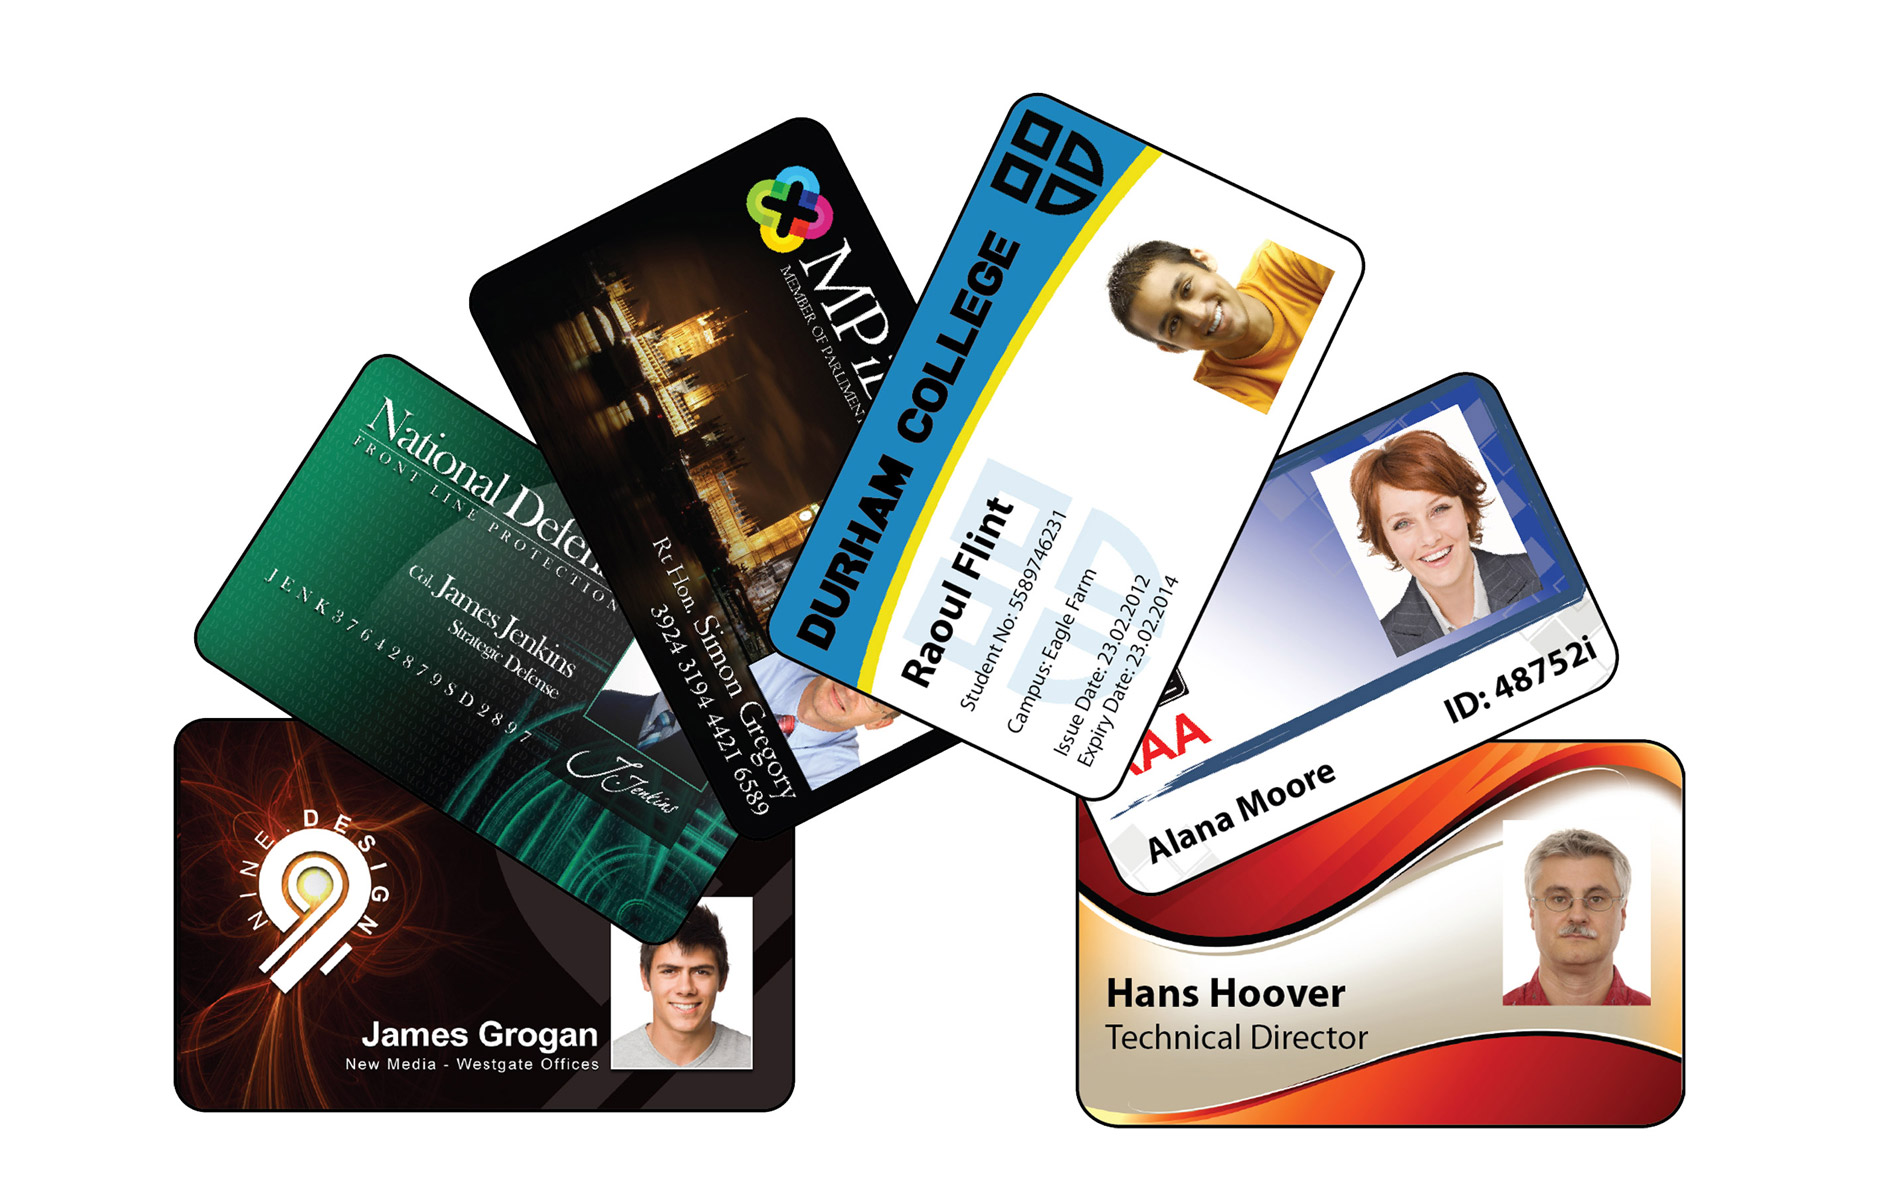 NINE.DESIGN
James Grogan
New Media - Westgate Offices
National Defen
FRONT LINE PROTECTION
Col. James Jenkins
Strategic Defense
JENK376428798SD2897
J Jenkins
MP
MEMBER OF PARLIMENT
Rt Hon. Simon Gregory
3924 3194 4421 6589
DURHAM COLLEGE
Raoul Flint
Student No: 5589746231
Campus: Eagle Farm
Issue Date: 23.02.2012
Expiry Date: 23.02.2014
AA
ID: 48752i
Alana Moore
Hans Hoover
Technical Director